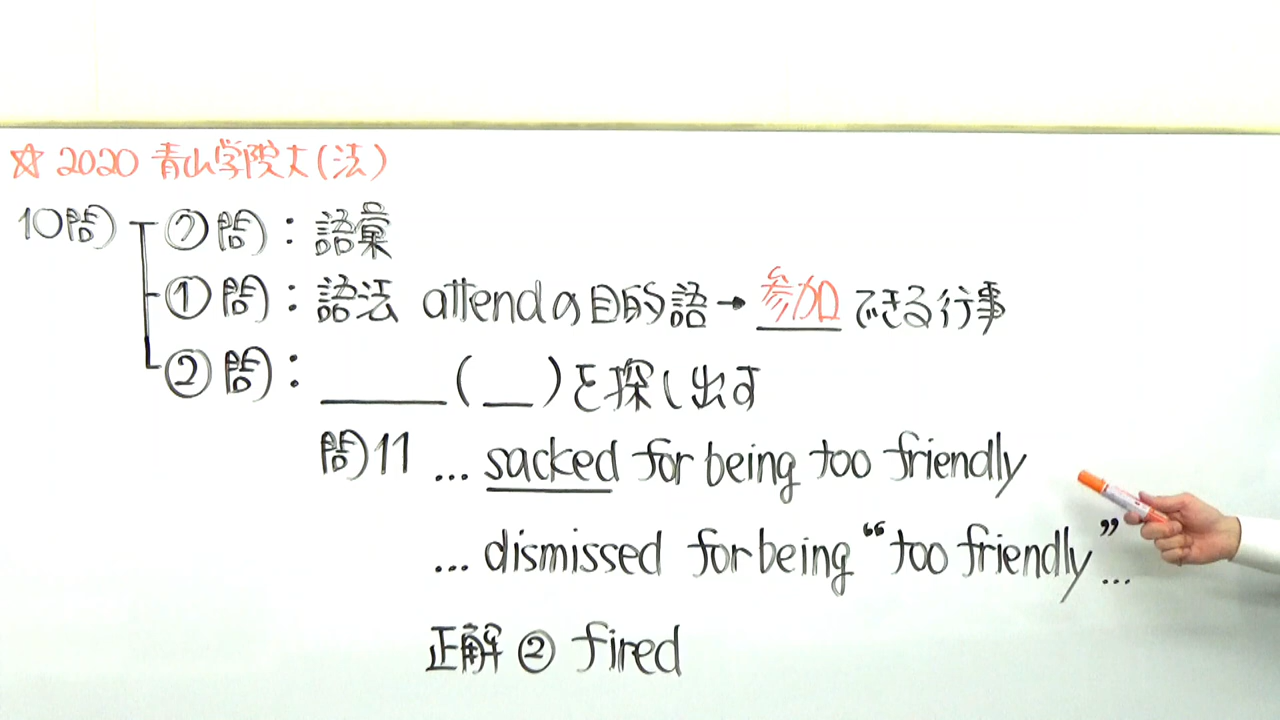 ☆ 2020 青山学院大(法)
10問 ⑦問：語彙
①問：語法 attendの目的語→参加できる行事
②問：＿＿(＿)を探し出す
問11 ... sacked for being too friendly
... dismissed for being “too friendly” ...
正解 ② fired